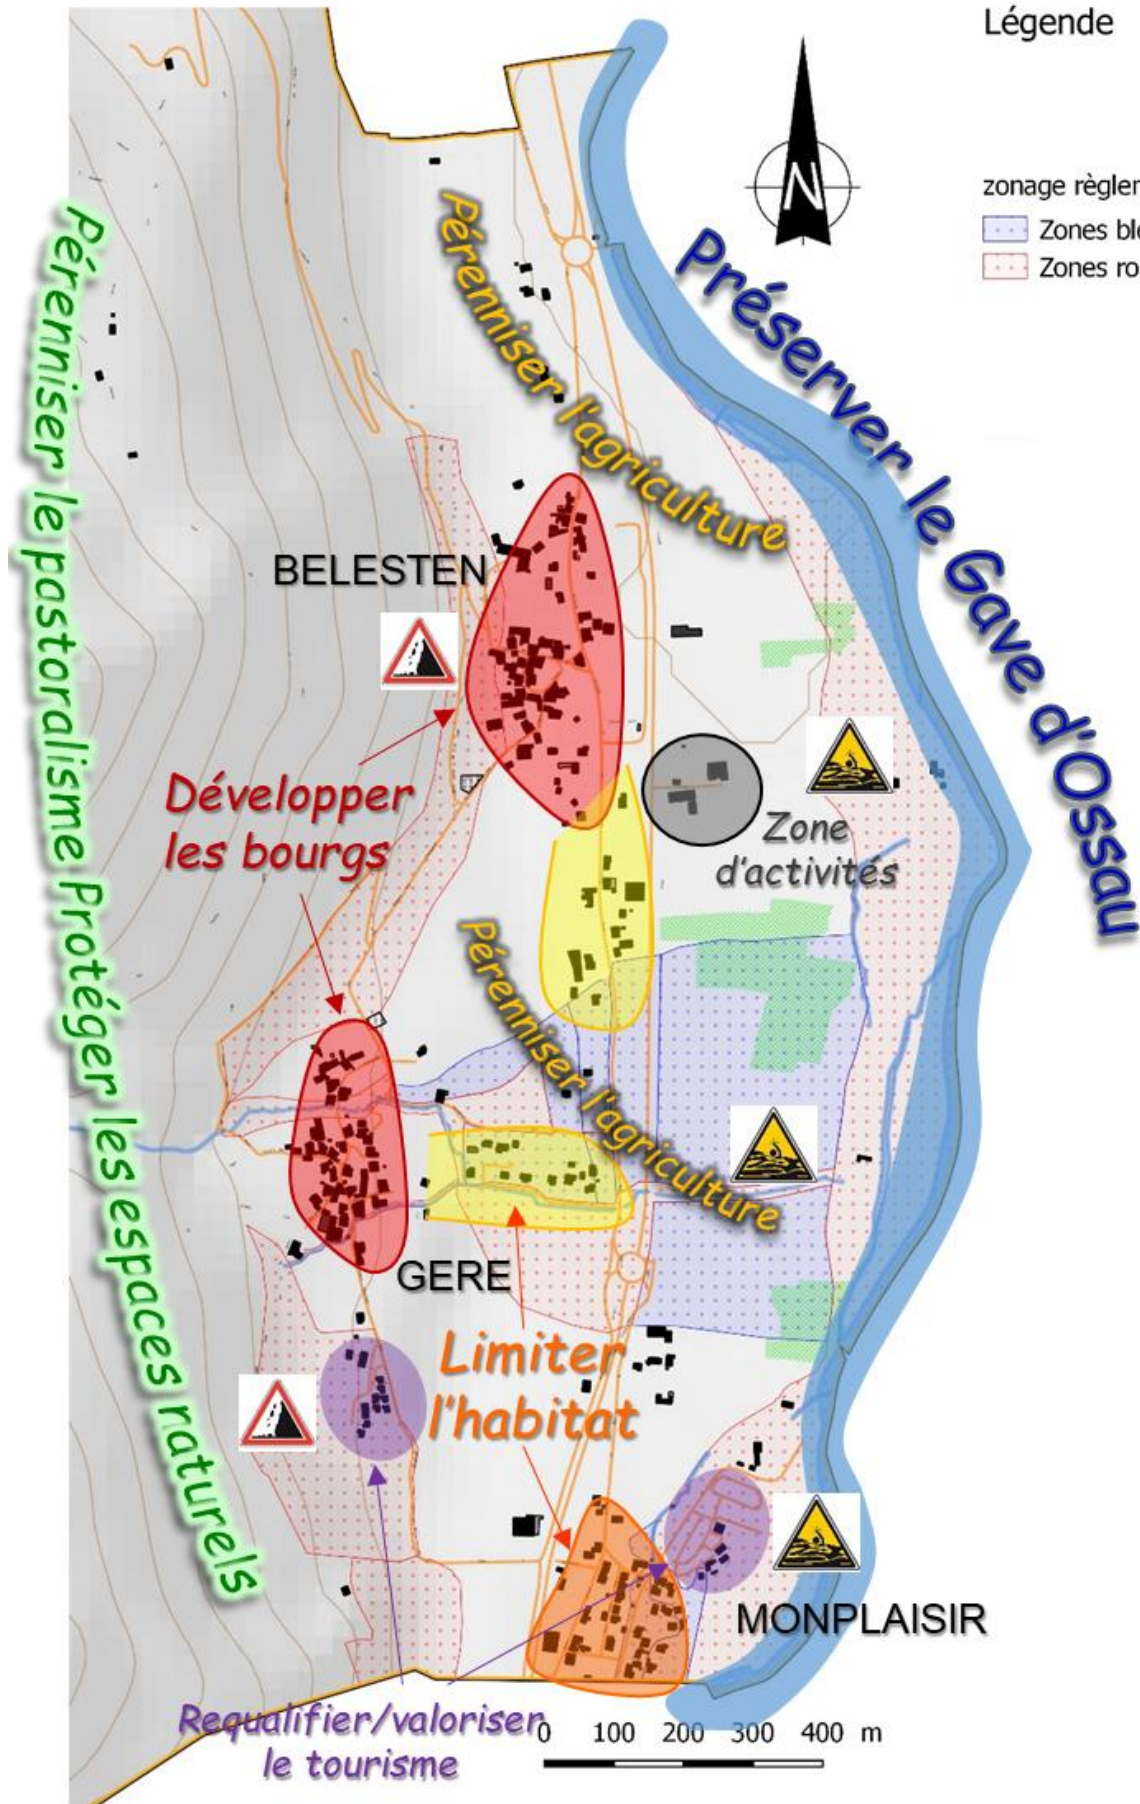 Légende
N
zonage règler
Zones ble
Zones ro
Pérenniser le pastoralisme Protéger les espaces naturels
Pérenniser l'agriculture
Préserver le Gave d'Ossau
BELESTEN
Développer
les bourgs
Zone
d'activités
Pérenniser l'agriculture
GERE
Limiter
l'habitat
MONPLAISIR
Requalifier/valoriser
le tourisme
0 100 200 300 400 m